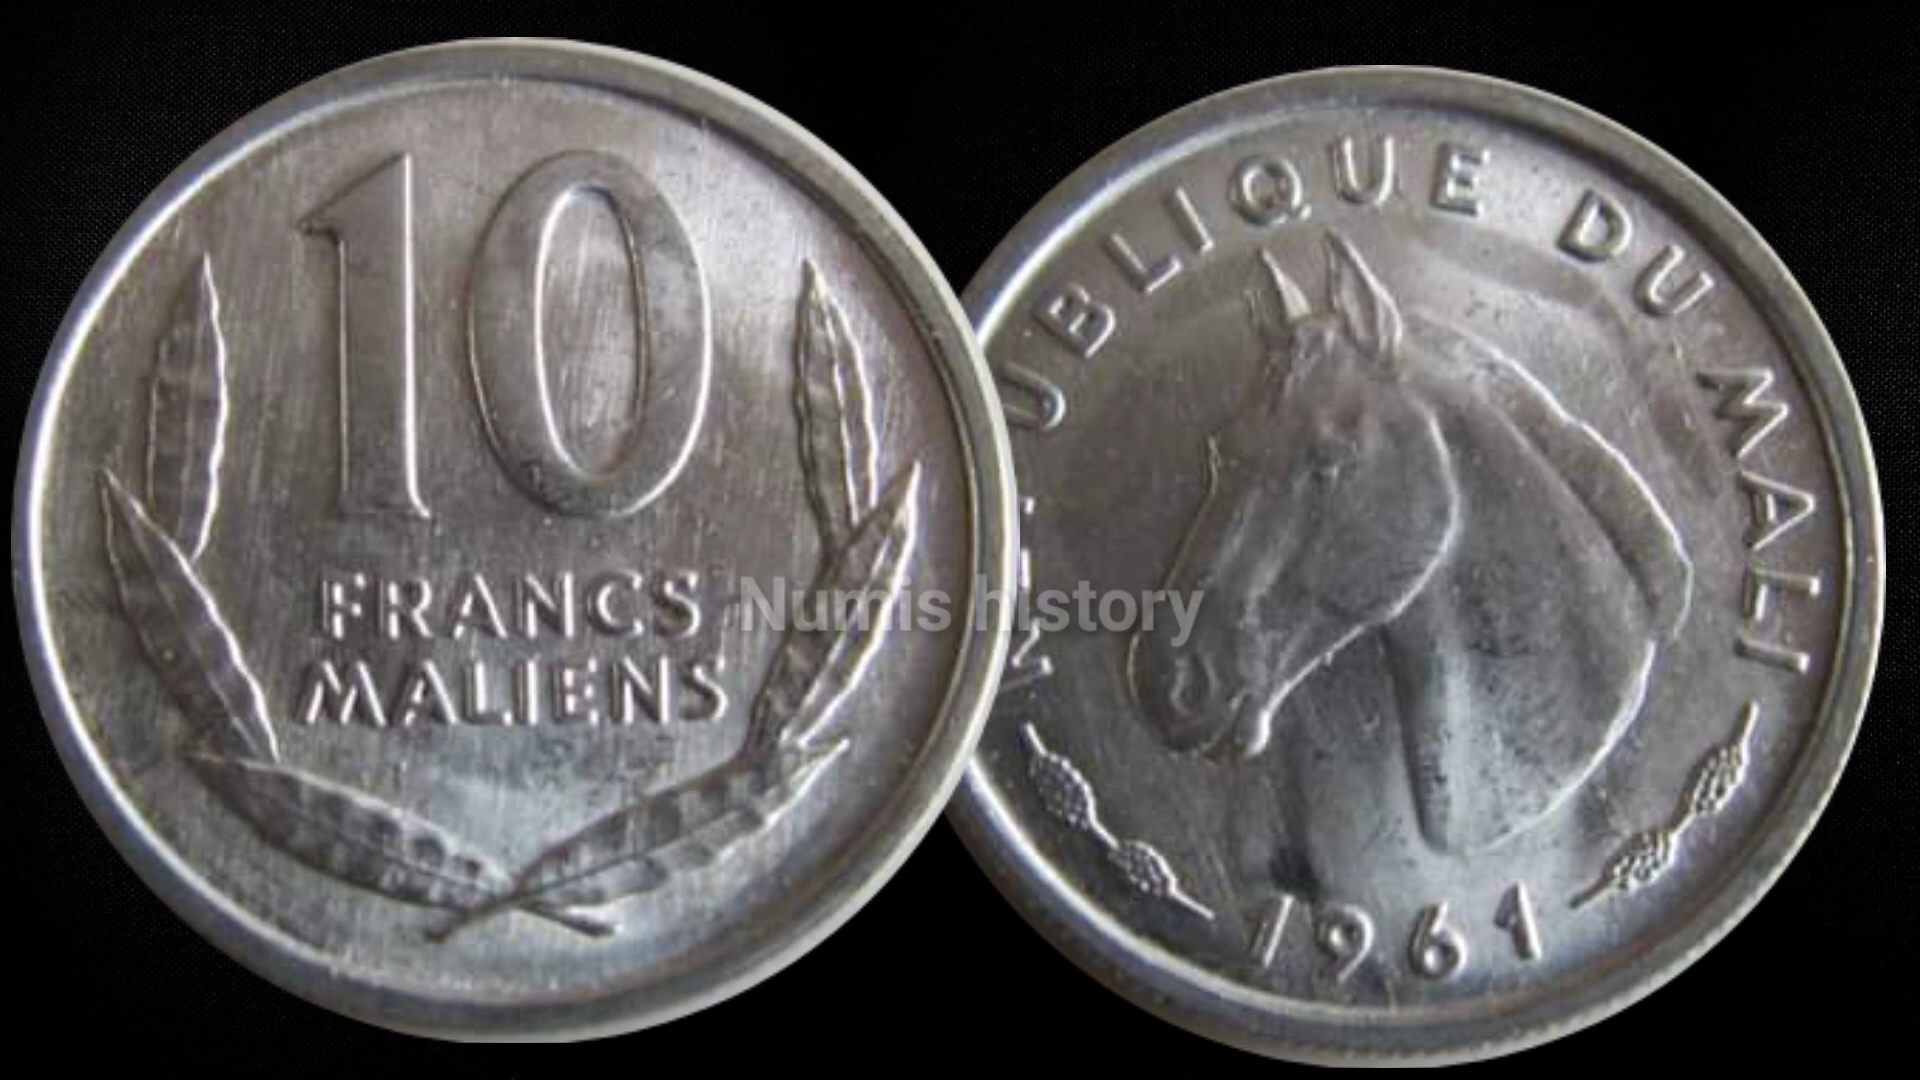 10
FRANCS
MALIENS
UBLIQUE DU MALI
1961
Numis history